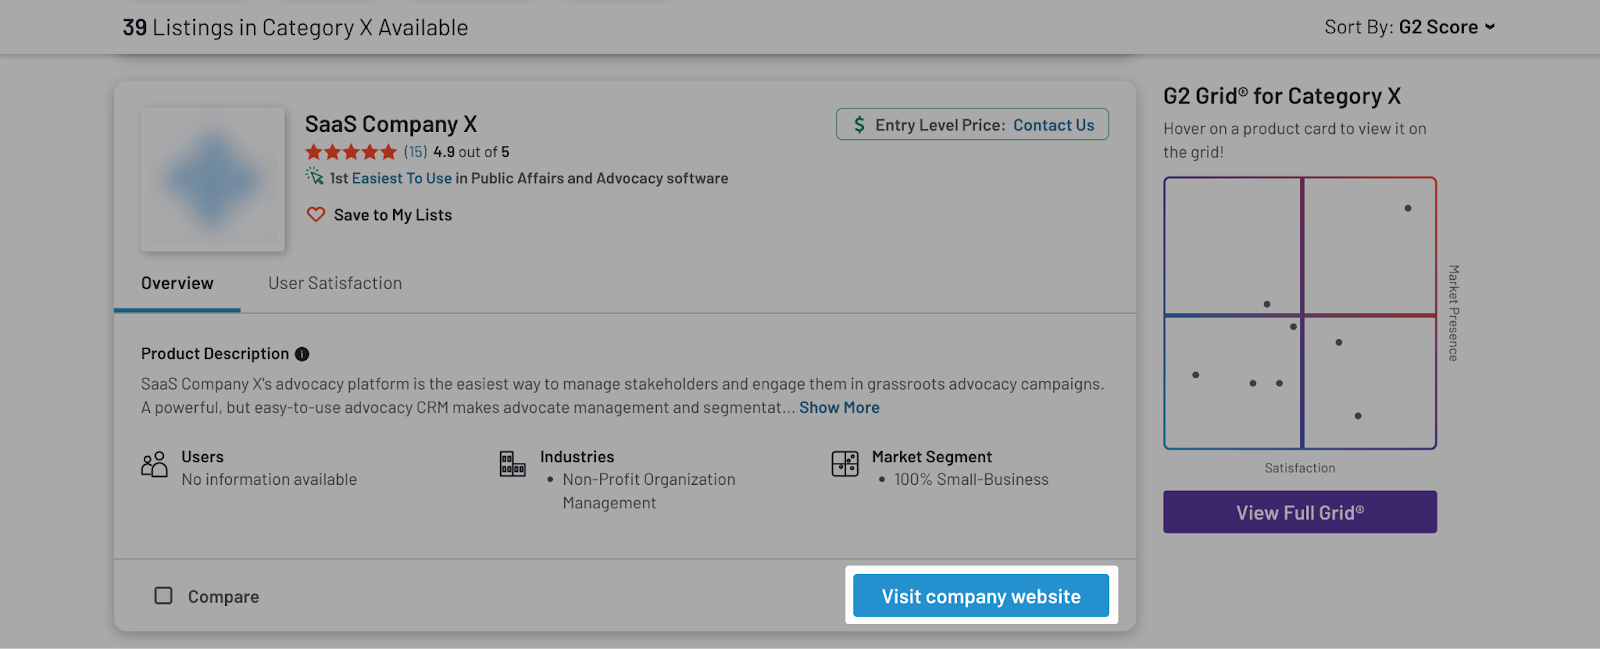 39 Listings in Category X Available
Sort By: G2 Score
SaaS Company X
(15) 4.9 out of 5
1st Easiest To Use in Public Affairs and Advocacy software
Save to My Lists
$ Entry Level Price: Contact Us
Overview
User Satisfaction
Product Description
SaaS Company X's advocacy platform is the easiest way to manage stakeholders and engage them in grassroots advocacy campaigns.
A powerful, but easy-to-use advocacy CRM makes advocate management and segmentat... Show More
Users
No information available
Industries
• Non-Profit Organization
Management
Market Segment
• 100% Small-Business
Compare
Visit company website
G2 Grid® for Category X
Hover on a product card to view it on
the grid!
Market Presence
Satisfaction
View Full Grid®